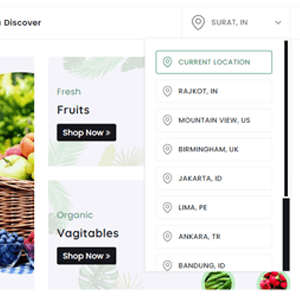 Discover
SURAT, IN
CURRENT LOCATION
RAJKOT, IN
MOUNTAIN VIEW, US
BIRMINGHAM, UK
JAKARTA, ID
LIMA, PE
ANKARA, TR
BANDUNG, ID
Fresh
Fruits
Shop Now
Organic
Vagitables
Shop Now